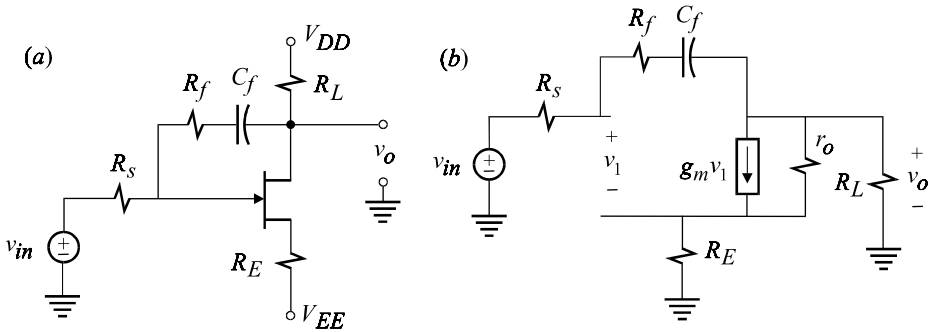 (a)
V_DD
R_f
C_f
R_L
R_s
v_o
v_in
+
−
R_E
V_EE
(b)
R_f
C_f
R_s
v_in
+
−
+
v_1
−
g_m v_1
r_o
R_L
+
v_o
−
R_E